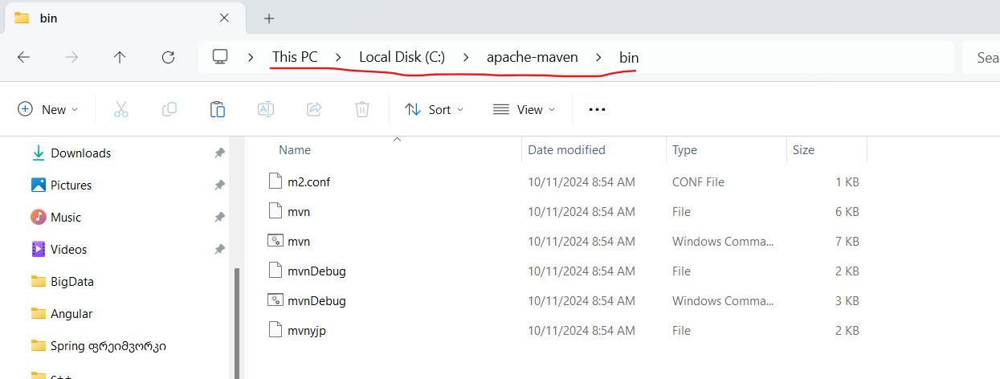 bin
This PC > Local Disk (C:) > apache-maven > bin
Sea
New Sort View
Name Date modified Type Size
Downloads
Pictures
Music
Videos
BigData
Angular
Spring ფრეიმვორკი
c++
m2.conf 10/11/2024 8:54 AM CONF File 1 KB
mvn 10/11/2024 8:54 AM File 6 KB
mvn 10/11/2024 8:54 AM Windows Comma... 7 KB
mvnDebug 10/11/2024 8:54 AM File 2 KB
mvnDebug 10/11/2024 8:54 AM Windows Comma... 3 KB
mvnyjp 10/11/2024 8:54 AM File 2 KB